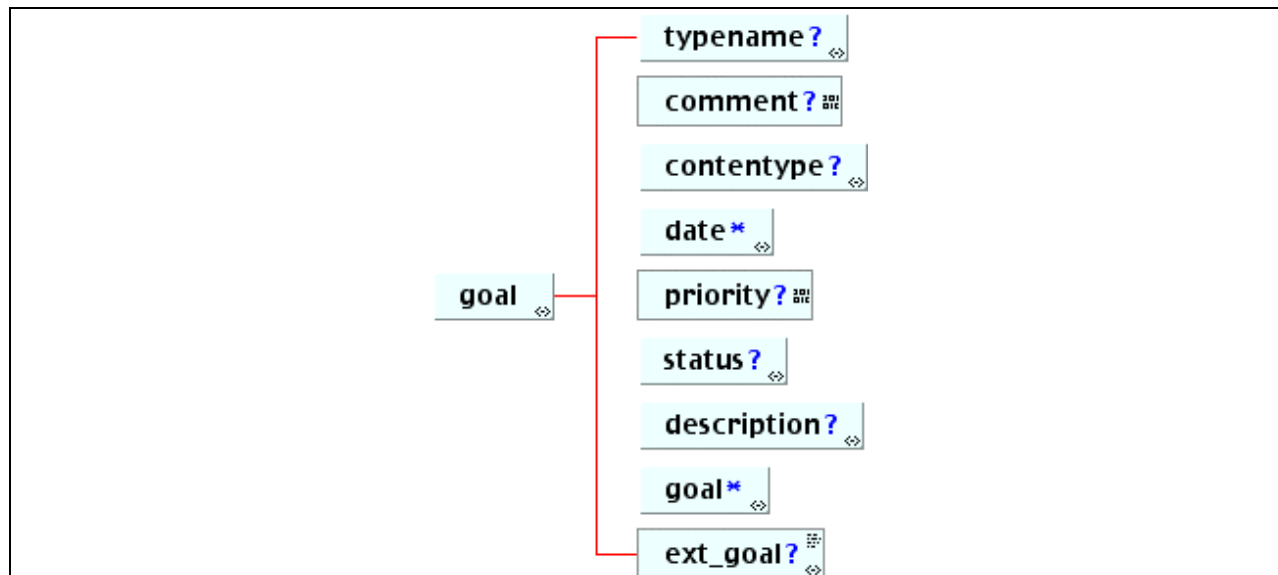 typename?
comment?
contentype?
date*
priority?
goal
status?
description?
goal*
ext_goal?